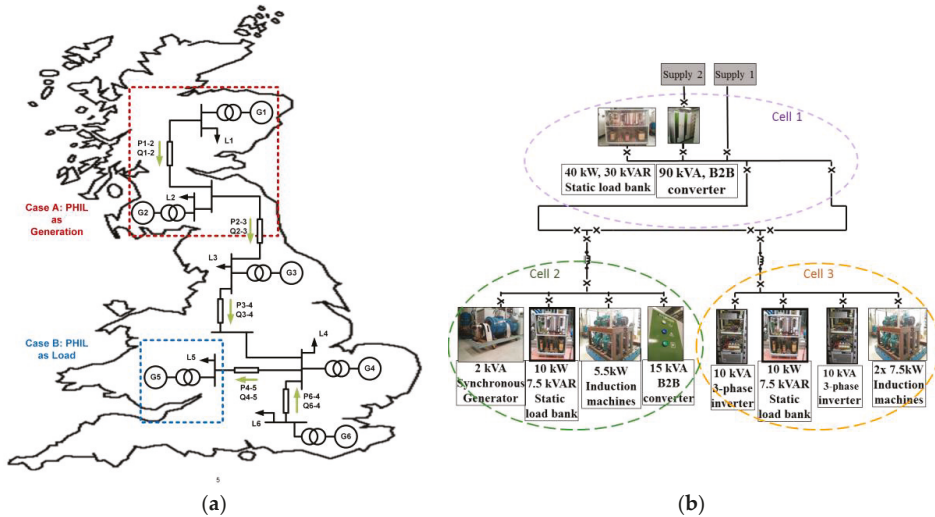 G1
P1-2
Q1-2
L1
L2
G2
Case A: PHIL
as
Generation
P2-3
Q2-3
L3
G3
P3-4
Q3-4
Case B: PHIL
as Load
L4
L5
G5
G4
P4-5
Q4-5
P6-4
Q6-4
L6
G6
5
(a)
Supply 2
Supply 1
Cell 1
40 kW, 30 kVAR
Static load bank
90 kVA, B2B
converter
Cell 2
2 kVA
Synchronous
Generator
10 kW
7.5 kVAR
Static
load bank
5.5kW
Induction
machines
15 kVA
B2B
converter
Cell 3
10 kVA
3-phase
inverter
10 kW
7.5 kVAR
Static
load bank
10 kVA
3-phase
inverter
2x 7.5kW
Induction
machines
(b)